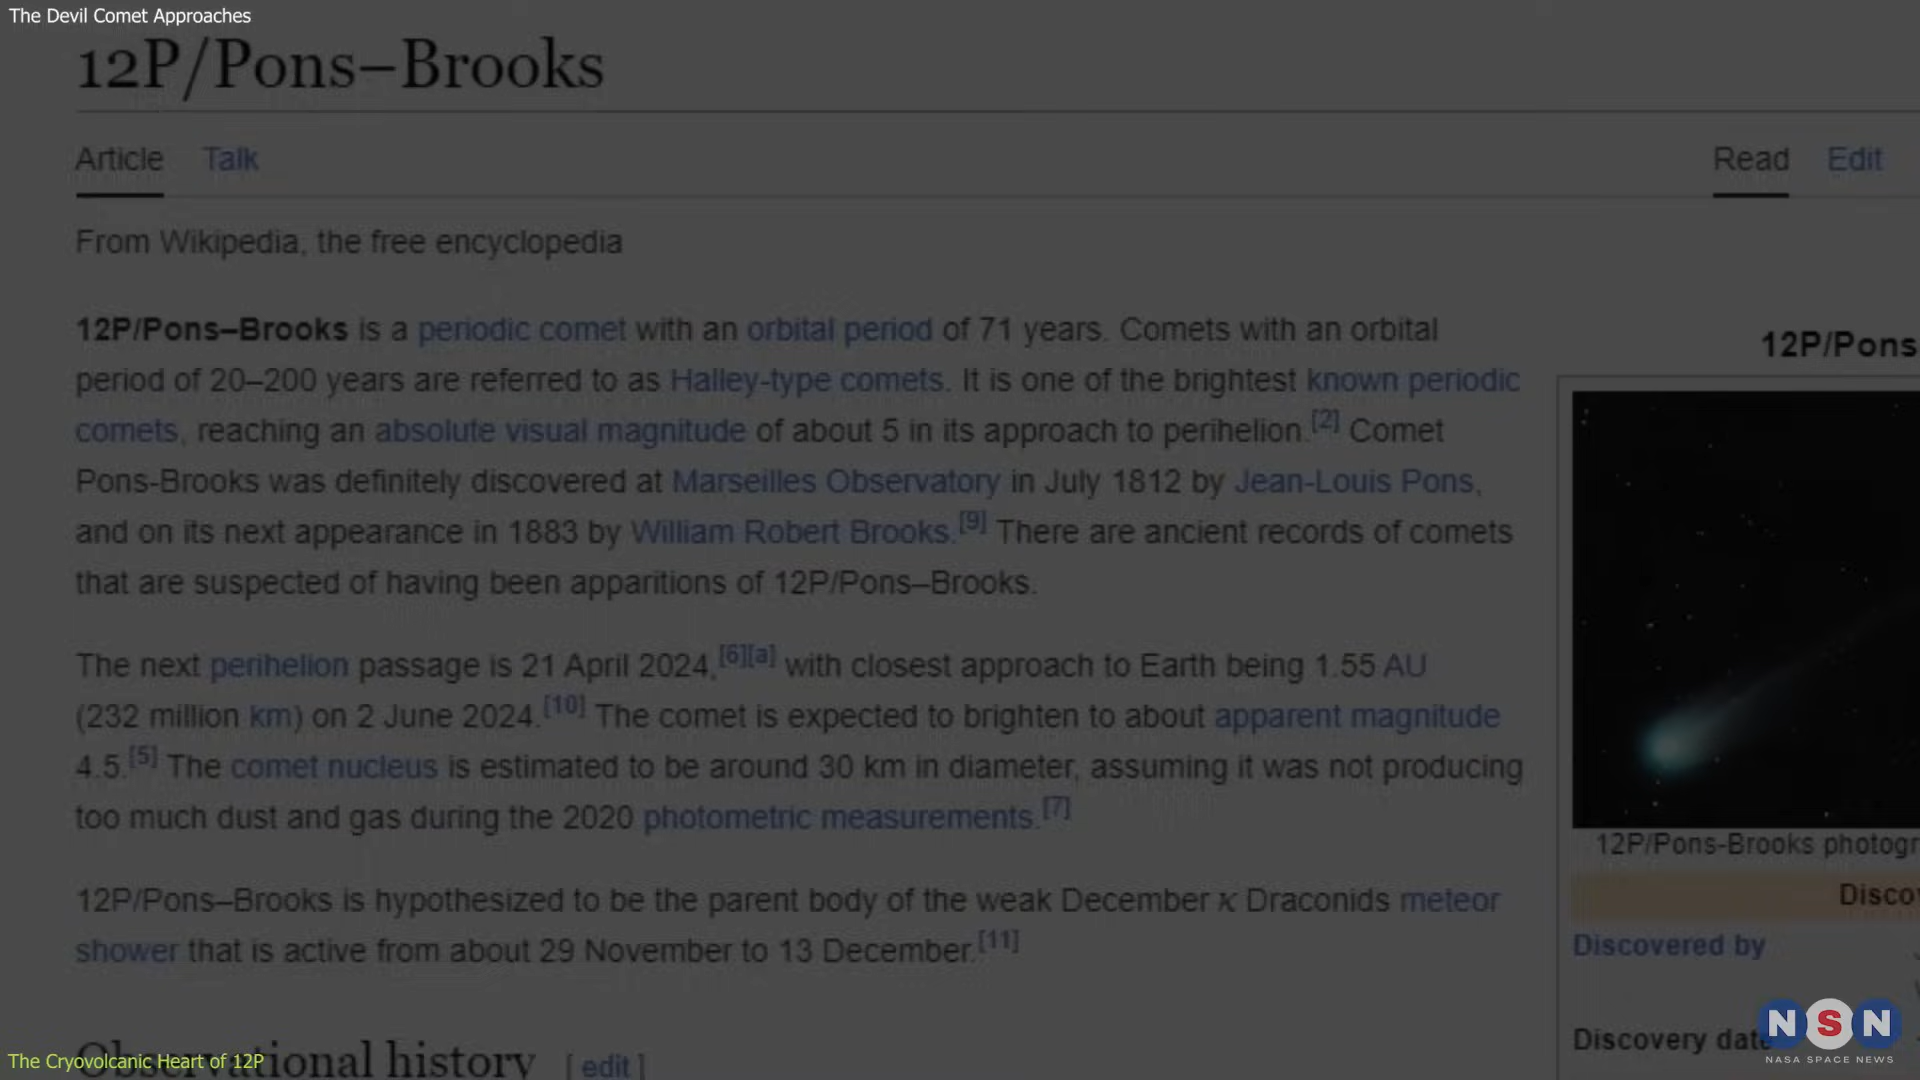 The Devil Comet Approaches
12P/Pons–Brooks
Article Talk Read Edit
From Wikipedia, the free encyclopedia
12P/Pons–Brooks is a periodic comet with an orbital period of 71 years. Comets with an orbital
period of 20–200 years are referred to as Halley-type comets. It is one of the brightest known periodic
comets, reaching an absolute visual magnitude of about 5 in its approach to perihelion.[2] Comet
Pons-Brooks was definitely discovered at Marseilles Observatory in July 1812 by Jean-Louis Pons,
and on its next appearance in 1883 by William Robert Brooks.[9] There are ancient records of comets
that are suspected of having been apparitions of 12P/Pons–Brooks.
The next perihelion passage is 21 April 2024,[6][a] with closest approach to Earth being 1.55 AU
(232 million km) on 2 June 2024.[10] The comet is expected to brighten to about apparent magnitude
4.5.[5] The comet nucleus is estimated to be around 30 km in diameter, assuming it was not producing
too much dust and gas during the 2020 photometric measurements.[7]
12P/Pons–Brooks is hypothesized to be the parent body of the weak December κ Draconids meteor
shower that is active from about 29 November to 13 December.[11]
Observational history [ edit ]
12P/Pons
12P/Pons-Brooks photogr
Disco
Discovered by
Discovery date
The Cryovolcanic Heart of 12P
NSN
NASA SPACE NEWS